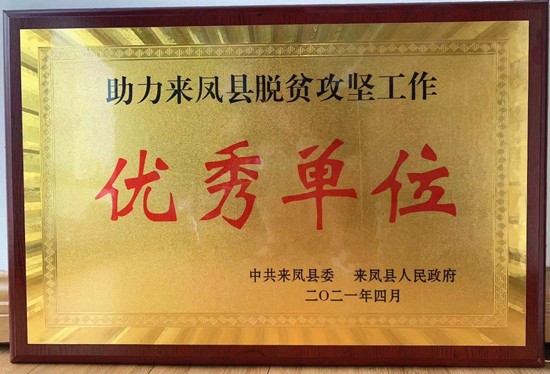 助力来凤县脱贫攻坚工作
优秀单位
中共来凤县委 来凤县人民政府
二〇二一年四月